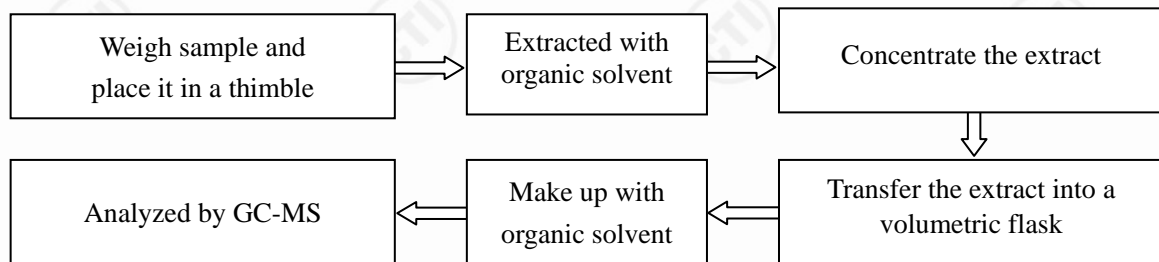 Weigh sample and
place it in a thimble
Extracted with
organic solvent
Concentrate the extract
Transfer the extract into a
volumetric flask
Make up with
organic solvent
Analyzed by GC-MS